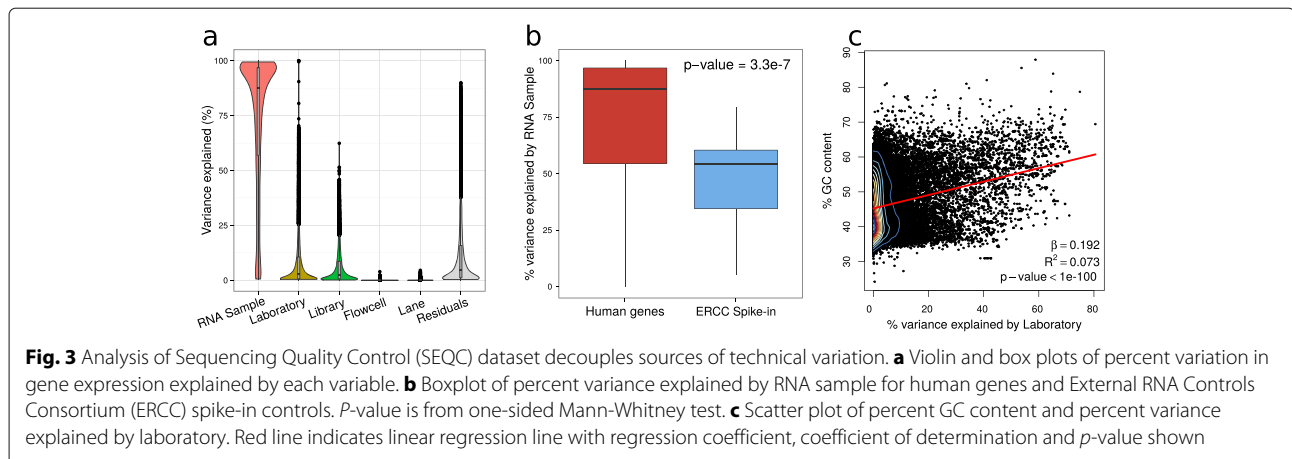 a
Variance explained (%)
100
75
50
25
0
RNA Sample
Laboratory
Library
Flowcell
Lane
Residuals
b
% variance explained by RNA Sample
100
75
50
25
0
p−value = 3.3e-7
Human genes
ERCC Spike−in
c
% GC content
90
80
70
60
50
40
30
β = 0.192
R² = 0.073
p−value < 1e-100
0
20
40
60
80
% variance explained by Laboratory
Fig. 3 Analysis of Sequencing Quality Control (SEQC) dataset decouples sources of technical variation. a Violin and box plots of percent variation in
gene expression explained by each variable. b Boxplot of percent variance explained by RNA sample for human genes and External RNA Controls
Consortium (ERCC) spike-in controls. P-value is from one-sided Mann-Whitney test. c Scatter plot of percent GC content and percent variance
explained by laboratory. Red line indicates linear regression line with regression coefficient, coefficient of determination and p-value shown